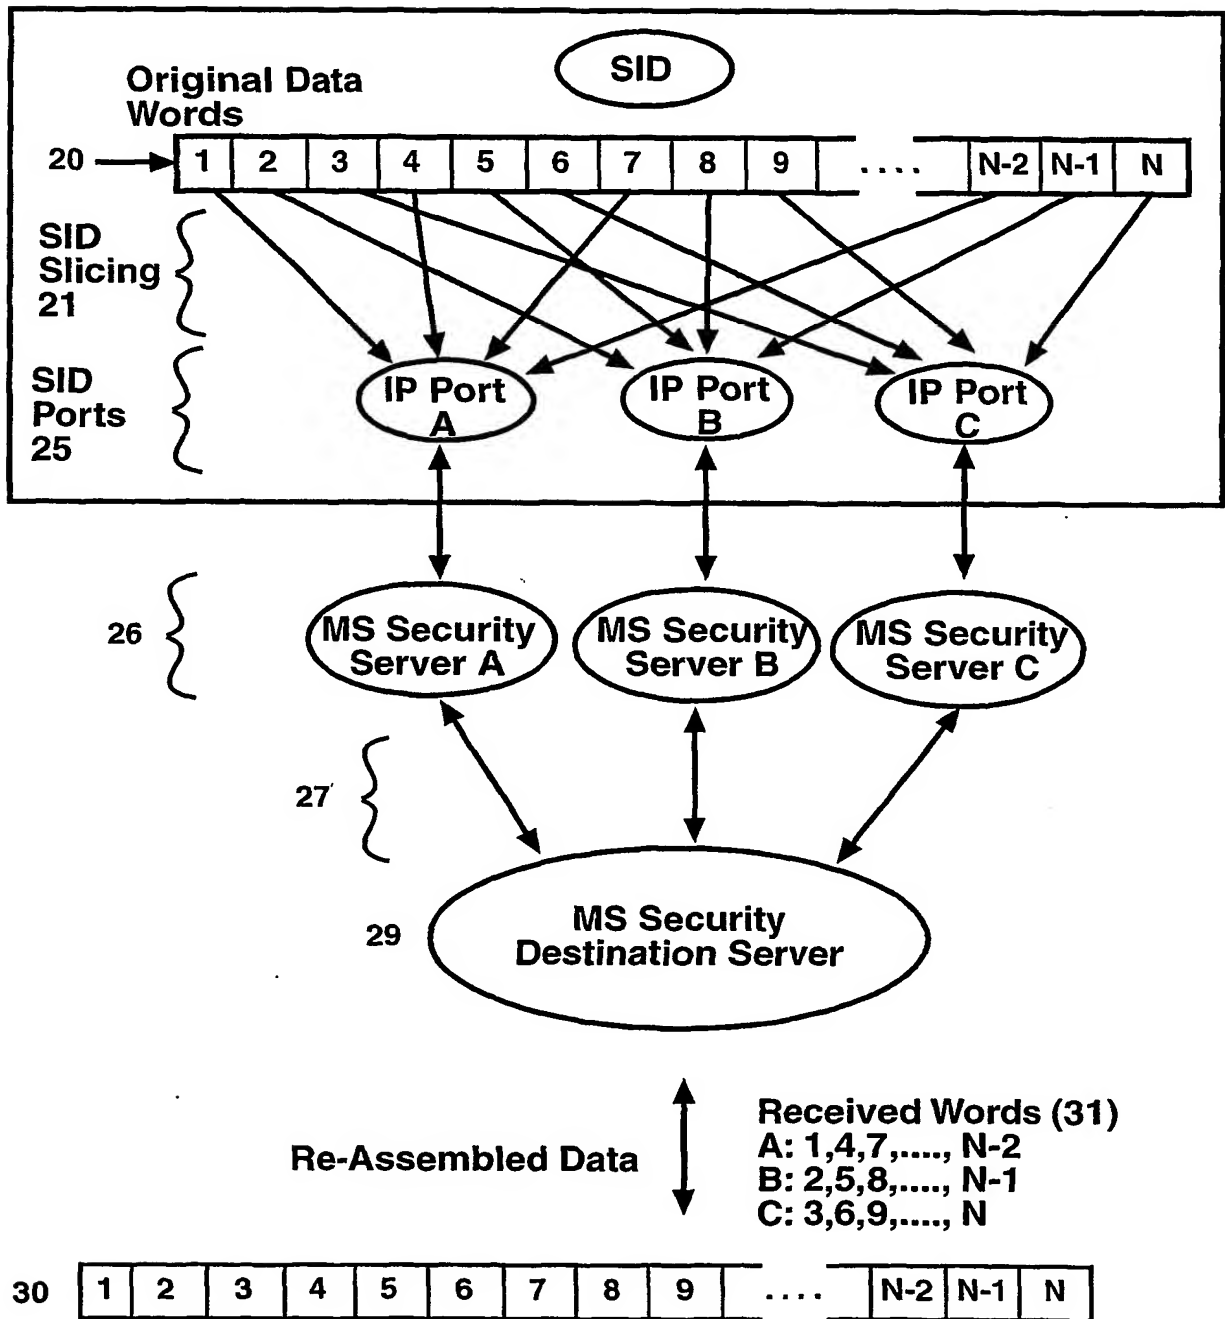 SID
Original Data
Words
20
1 2 3 4 5 6 7 8 9 .... N-2 N-1 N
SID
Slicing
21
SID
Ports
25
IP Port
A
IP Port
B
IP Port
C
26
MS Security
Server A
MS Security
Server B
MS Security
Server C
27
29
MS Security
Destination Server
Re-Assembled Data
Received Words (31)
A: 1,4,7,...., N-2
B: 2,5,8,...., N-1
C: 3,6,9,...., N
30
1 2 3 4 5 6 7 8 9 .... N-2 N-1 N